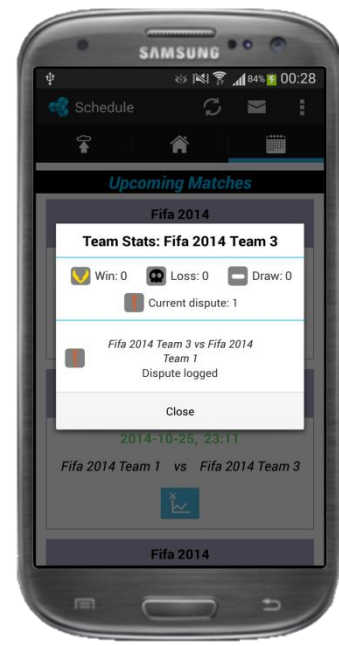 SAMSUNG
84% 00:28
Schedule
Upcoming Matches
Fifa 2014
Team Stats: Fifa 2014 Team 3
Win: 0 Loss: 0 Draw: 0
Current dispute: 1
Fifa 2014 Team 3 vs Fifa 2014
Team 1
Dispute logged
Close
2014-10-25, 23:11
Fifa 2014 Team 1 vs Fifa 2014 Team 3
Fifa 2014